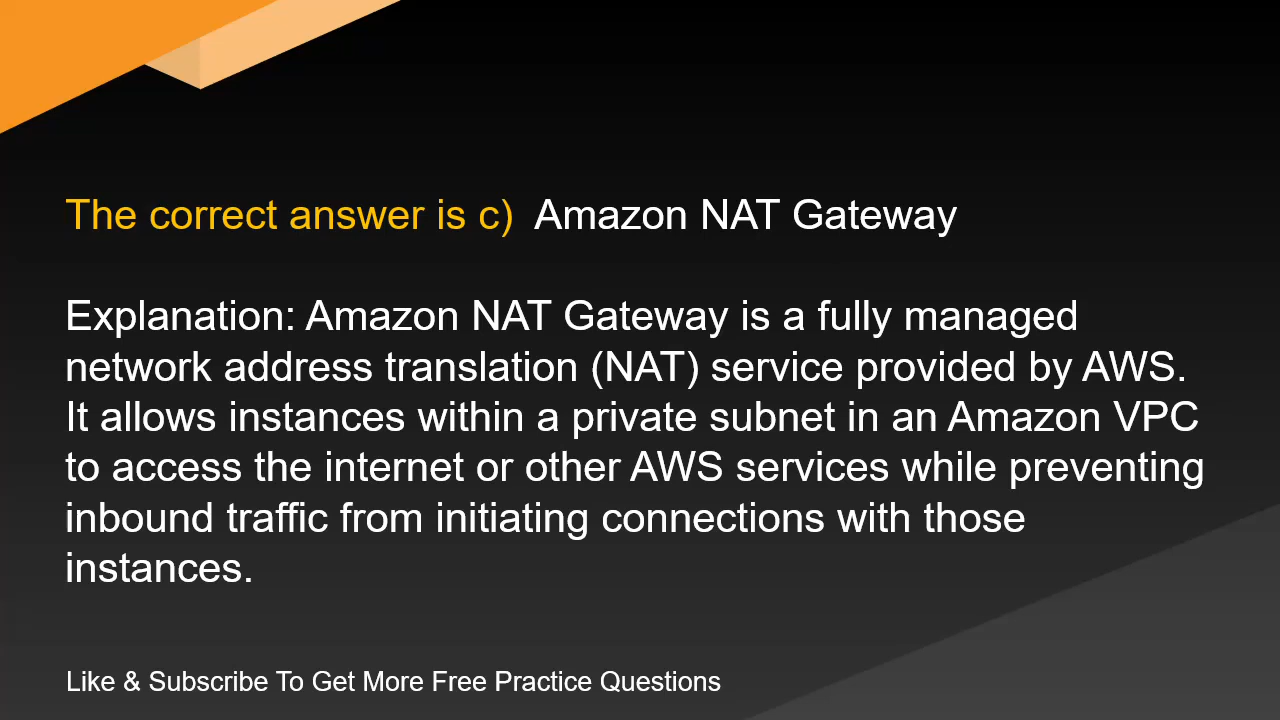 The correct answer is c) Amazon NAT Gateway
Explanation: Amazon NAT Gateway is a fully managed
network address translation (NAT) service provided by AWS.
It allows instances within a private subnet in an Amazon VPC
to access the internet or other AWS services while preventing
inbound traffic from initiating connections with those
instances.
Like & Subscribe To Get More Free Practice Questions